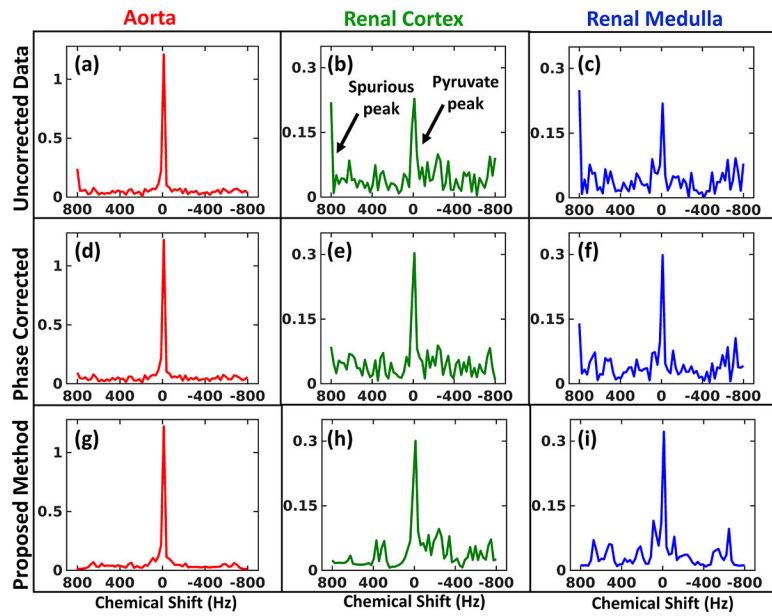 Aorta
Renal Cortex
Renal Medulla
Uncorrected Data
(a)
1
0.5
0
800 400 0 -400 -800
(b)
Spurious
peak
Pyruvate
peak
0.3
0.15
0
800 400 0 -400 -800
(c)
0.3
0.15
0
800 400 0 -400 -800
Phase Corrected
(d)
1
0.5
0
800 400 0 -400 -800
(e)
0.3
0.15
0
800 400 0 -400 -800
(f)
0.3
0.15
0
800 400 0 -400 -800
Proposed Method
(g)
1
0.5
0
800 400 0 -400 -800
Chemical Shift (Hz)
(h)
0.3
0.15
0
800 400 0 -400 -800
Chemical Shift (Hz)
(i)
0.3
0.15
0
800 400 0 -400 -800
Chemical Shift (Hz)